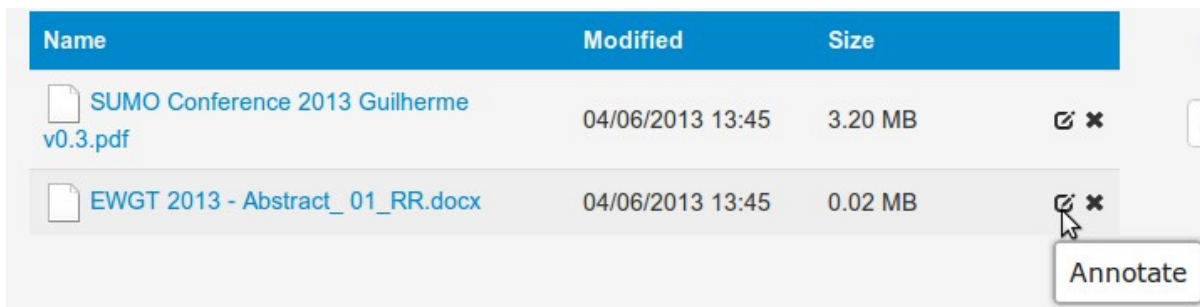 Name Modified Size
SUMO Conference 2013 Guilherme
v0.3.pdf 04/06/2013 13:45 3.20 MB
EWGT 2013 - Abstract_ 01_RR.docx 04/06/2013 13:45 0.02 MB
Annotate